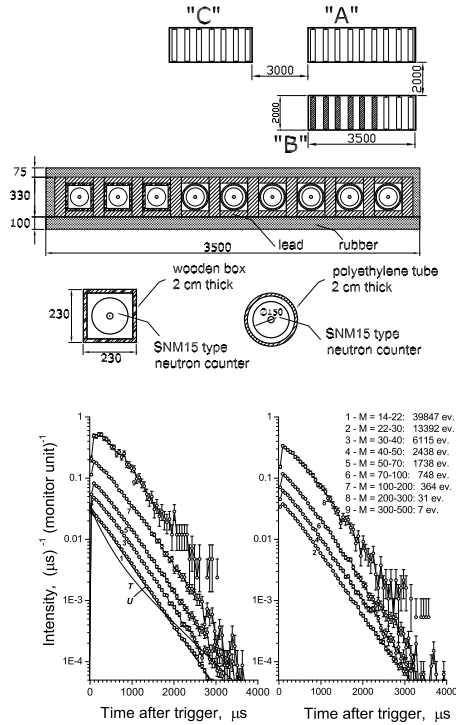 "C" "A"
3000
2000
2000
"B"
3500
75
330
100
3500
lead
rubber
wooden box
2 cm thick
polyethylene tube
2 cm thick
230
230
SNM15 type
neutron counter
150
SNM15 type
neutron counter
1 - M = 14-22: 39847 ev.
2 - M = 22-30: 13392 ev.
3 - M = 30-40: 6115 ev.
4 - M = 40-50: 2438 ev.
5 - M = 50-70: 1738 ev.
6 - M = 70-100: 748 ev.
7 - M = 100-200: 364 ev.
8 - M = 200-300: 31 ev.
9 - M = 300-500: 7 ev.
Intensity, (μs)⁻¹ (monitor unit)⁻¹
1
0.1
0.01
1E-3
1E-4
T
U
0 1000 2000 3000 4000
Time after trigger, μs
1
0.1
0.01
1E-3
1E-4
2
0 1000 2000 3000 4000
Time after trigger, μs